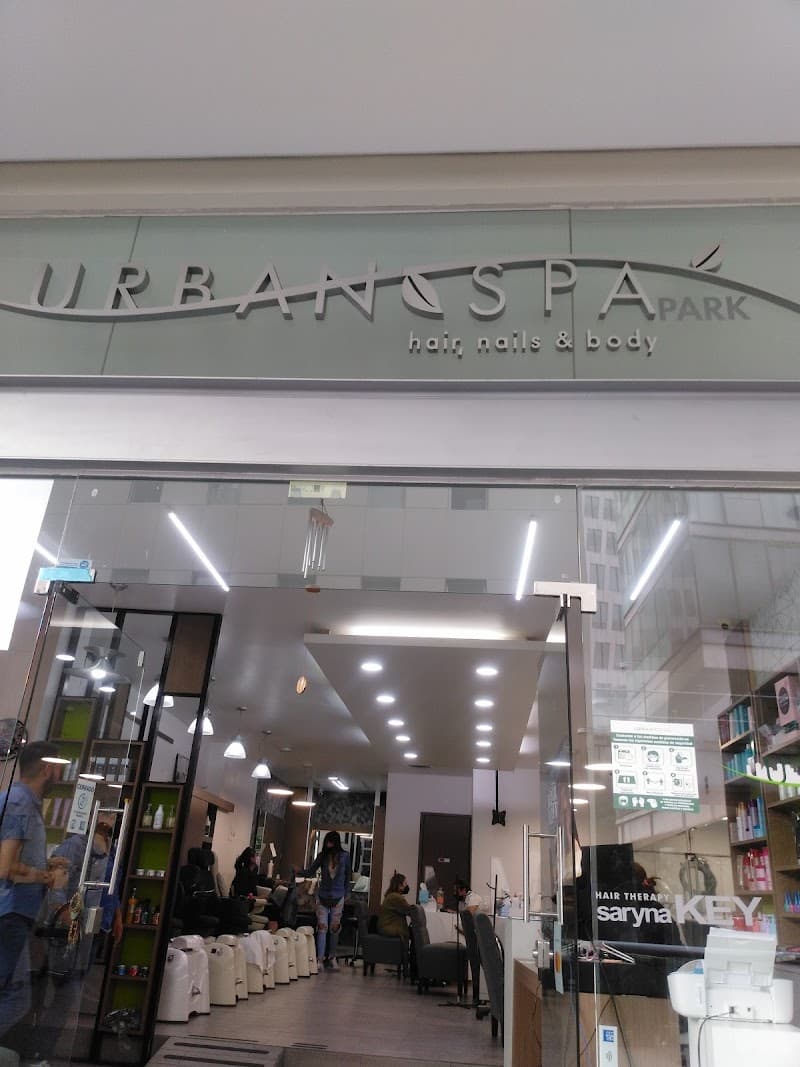 URBAN SPA
PARK
hair, nails & body
HAIR THERAPY
saryna KEY